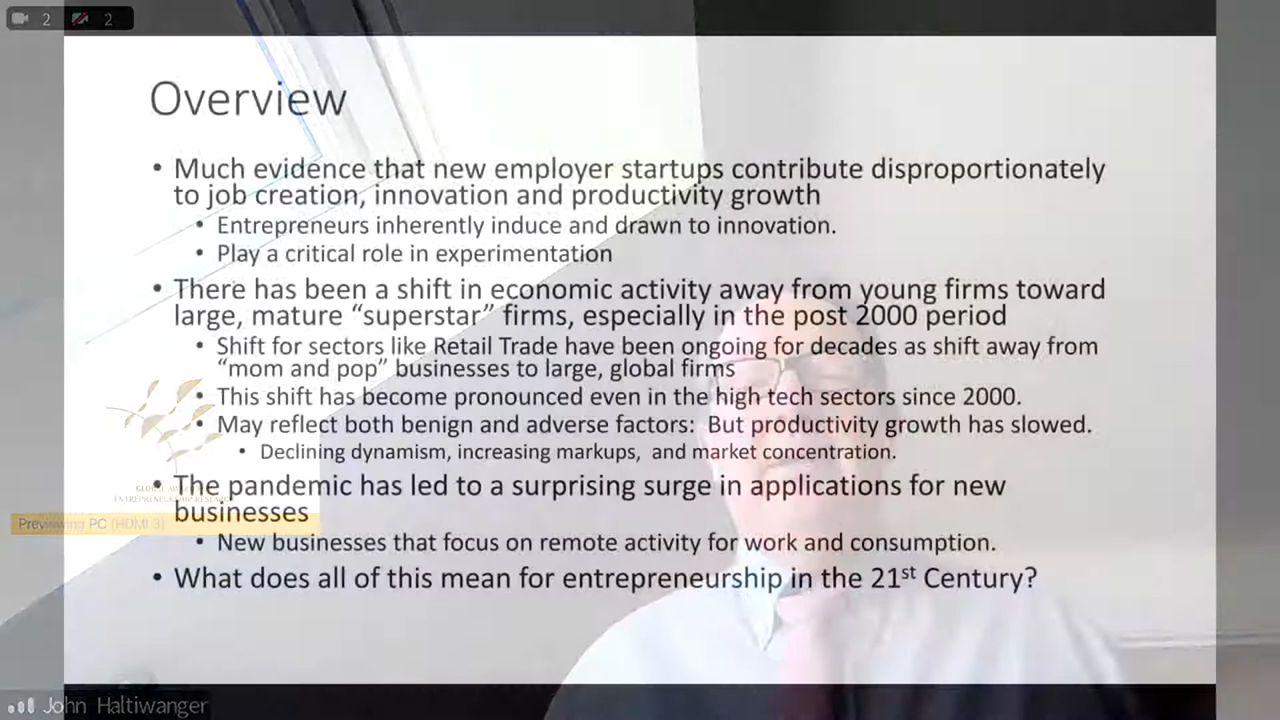 2 2
Overview
• Much evidence that new employer startups contribute disproportionately
to job creation, innovation and productivity growth
• Entrepreneurs inherently induce and drawn to innovation.
• Play a critical role in experimentation
• There has been a shift in economic activity away from young firms toward
large, mature “superstar” firms, especially in the post 2000 period
• Shift for sectors like Retail Trade have been ongoing for decades as shift away from
“mom and pop” businesses to large, global firms
• This shift has become pronounced even in the high tech sectors since 2000.
• May reflect both benign and adverse factors:  But productivity growth has slowed.
• Declining dynamism, increasing markups,  and market concentration.
• The pandemic has led to a surprising surge in applications for new
businesses
• New businesses that focus on remote activity for work and consumption.
• What does all of this mean for entrepreneurship in the 21st Century?
GLOBAL
ENTREPRENEURSHIP RESEARCH
Previewing PC (HDMI 3)
John Haltiwanger